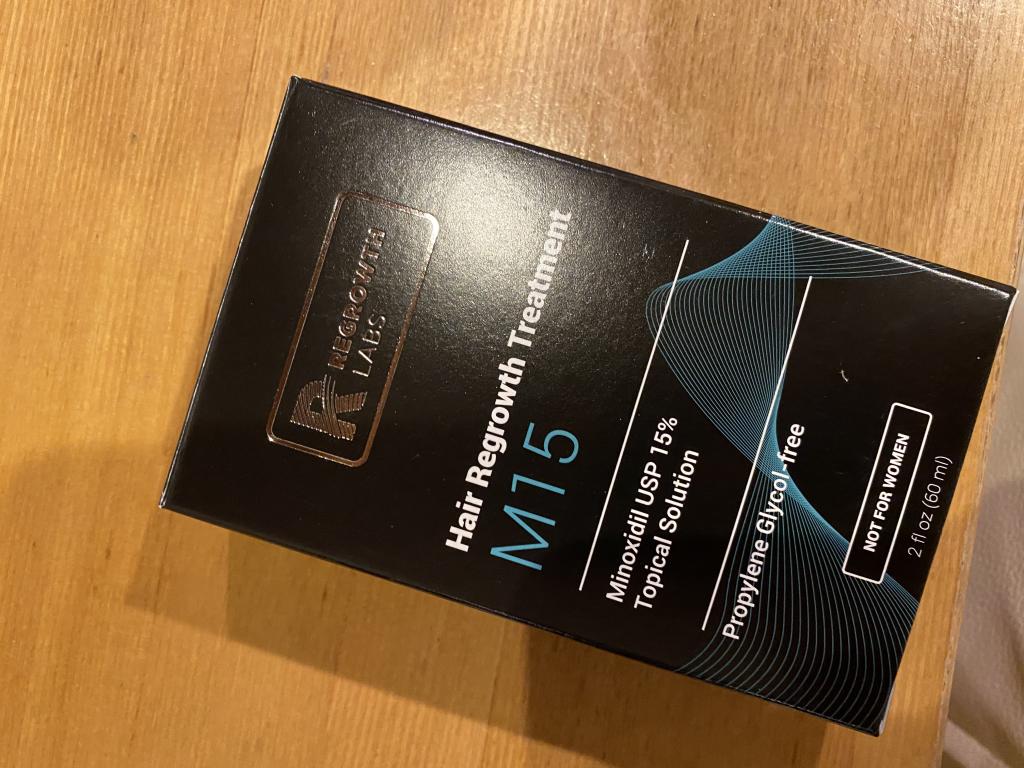 R REGROWTH
LABS
Hair Regrowth Treatment
M15
Minoxidil USP 15%
Topical Solution
Propylene Glycol-free
NOT FOR WOMEN
2 fl oz (60 ml)